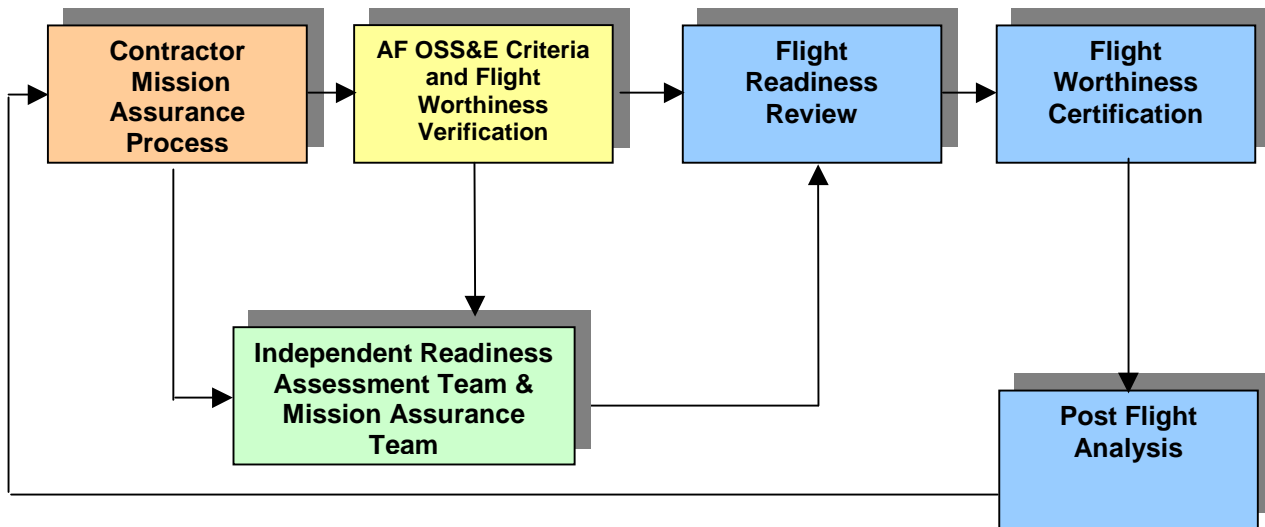 Contractor
Mission
Assurance
Process
AF OSS&E Criteria
and Flight
Worthiness
Verification
Flight
Readiness
Review
Flight
Worthiness
Certification
Independent Readiness
Assessment Team &
Mission Assurance
Team
Post Flight
Analysis